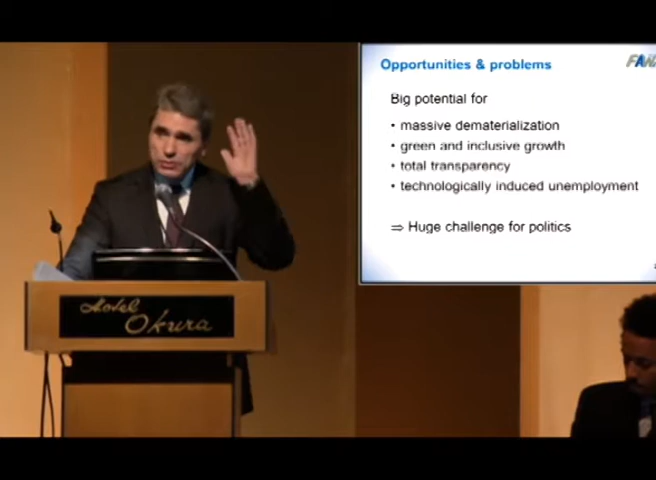 Opportunities & problems
Big potential for
• massive dematerialization
• green and inclusive growth
• total transparency
• technologically induced unemployment
⇒ Huge challenge for politics
Hotel
Okura